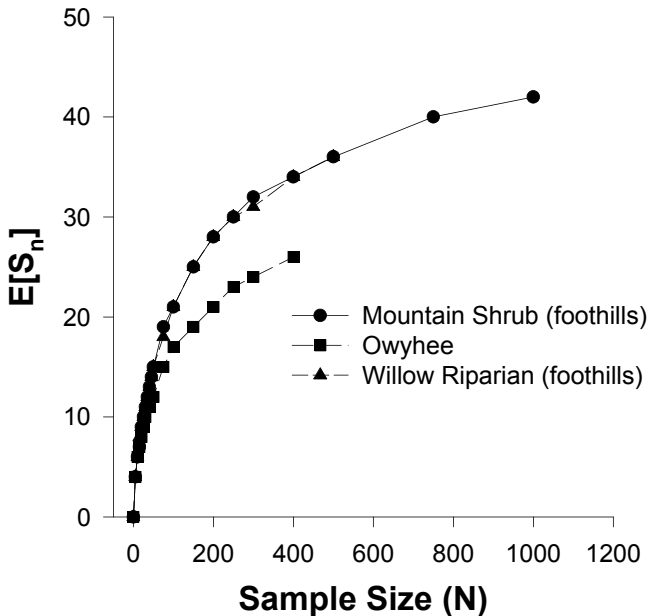 50
40
30
20
10
0
E[Sn]
Mountain Shrub (foothills)
Owyhee
Willow Riparian (foothills)
0 200 400 600 800 1000 1200
Sample Size (N)